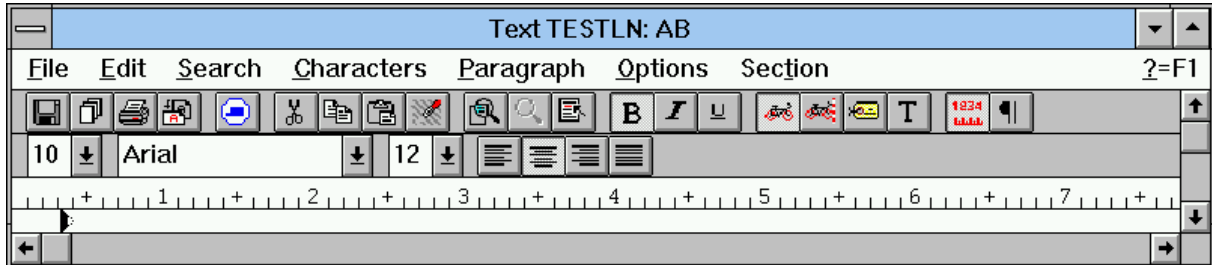 Text TESTLN: AB
File Edit Search Characters Paragraph Options Section ?=F1
B I U T 1234 ¶
10 Arial 12
1 2 3 4 5 6 7